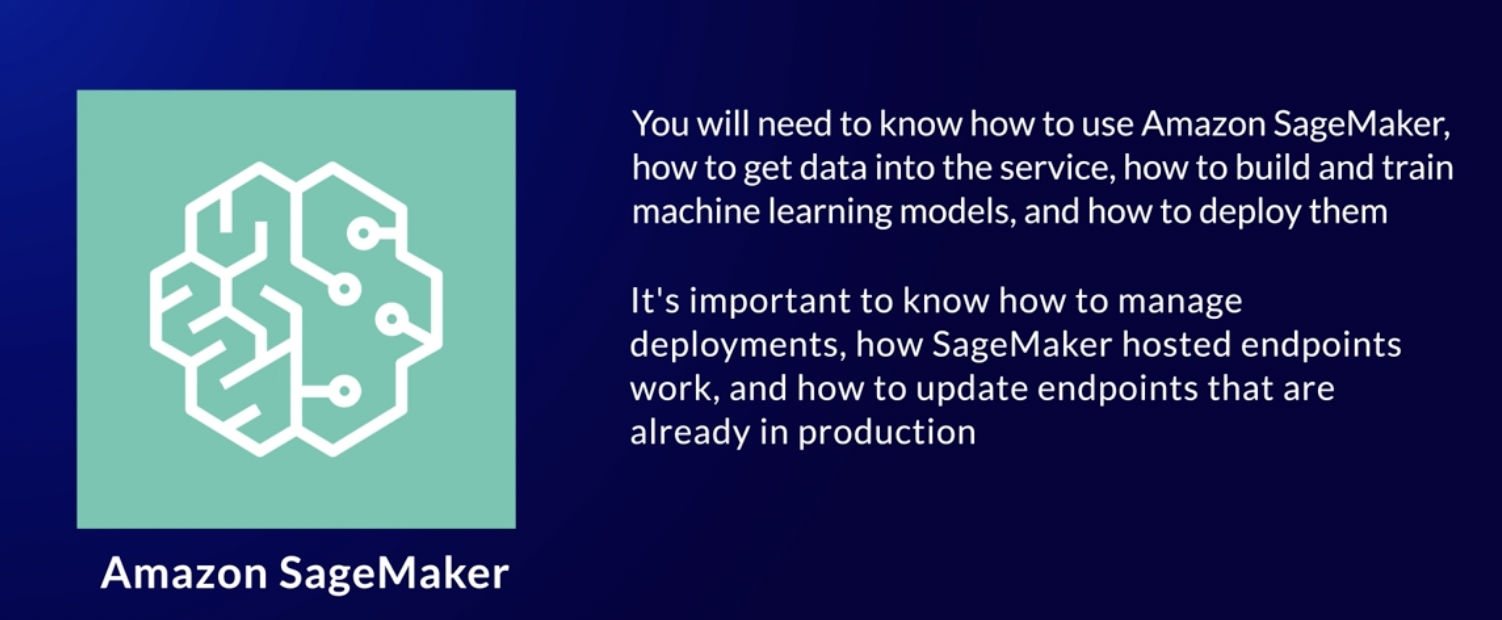 You will need to know how to use Amazon SageMaker,
how to get data into the service, how to build and train
machine learning models, and how to deploy them
It's important to know how to manage
deployments, how SageMaker hosted endpoints
work, and how to update endpoints that are
already in production
Amazon SageMaker